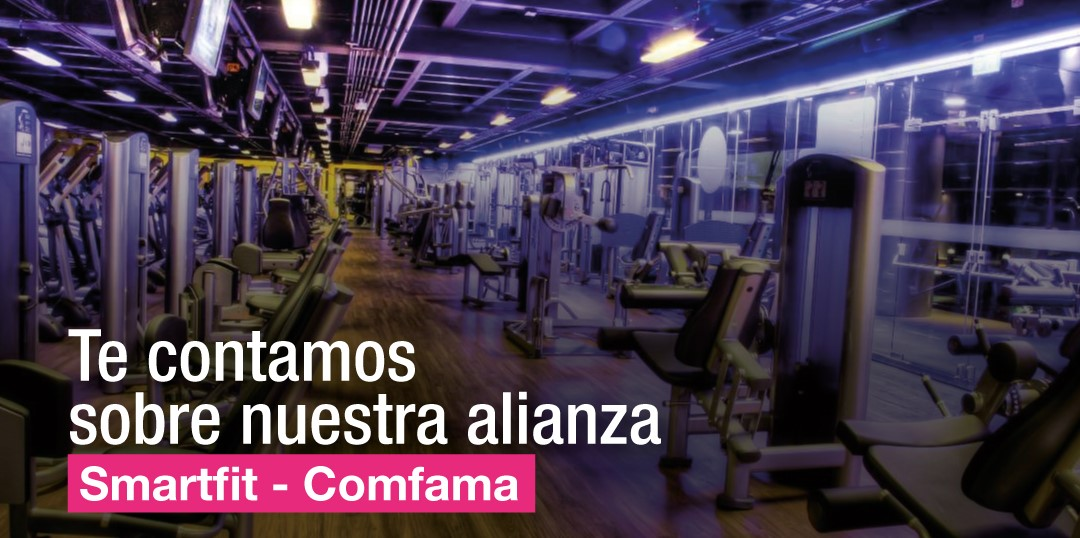 Te contamos
sobre nuestra alianza
Smartfit - Comfama